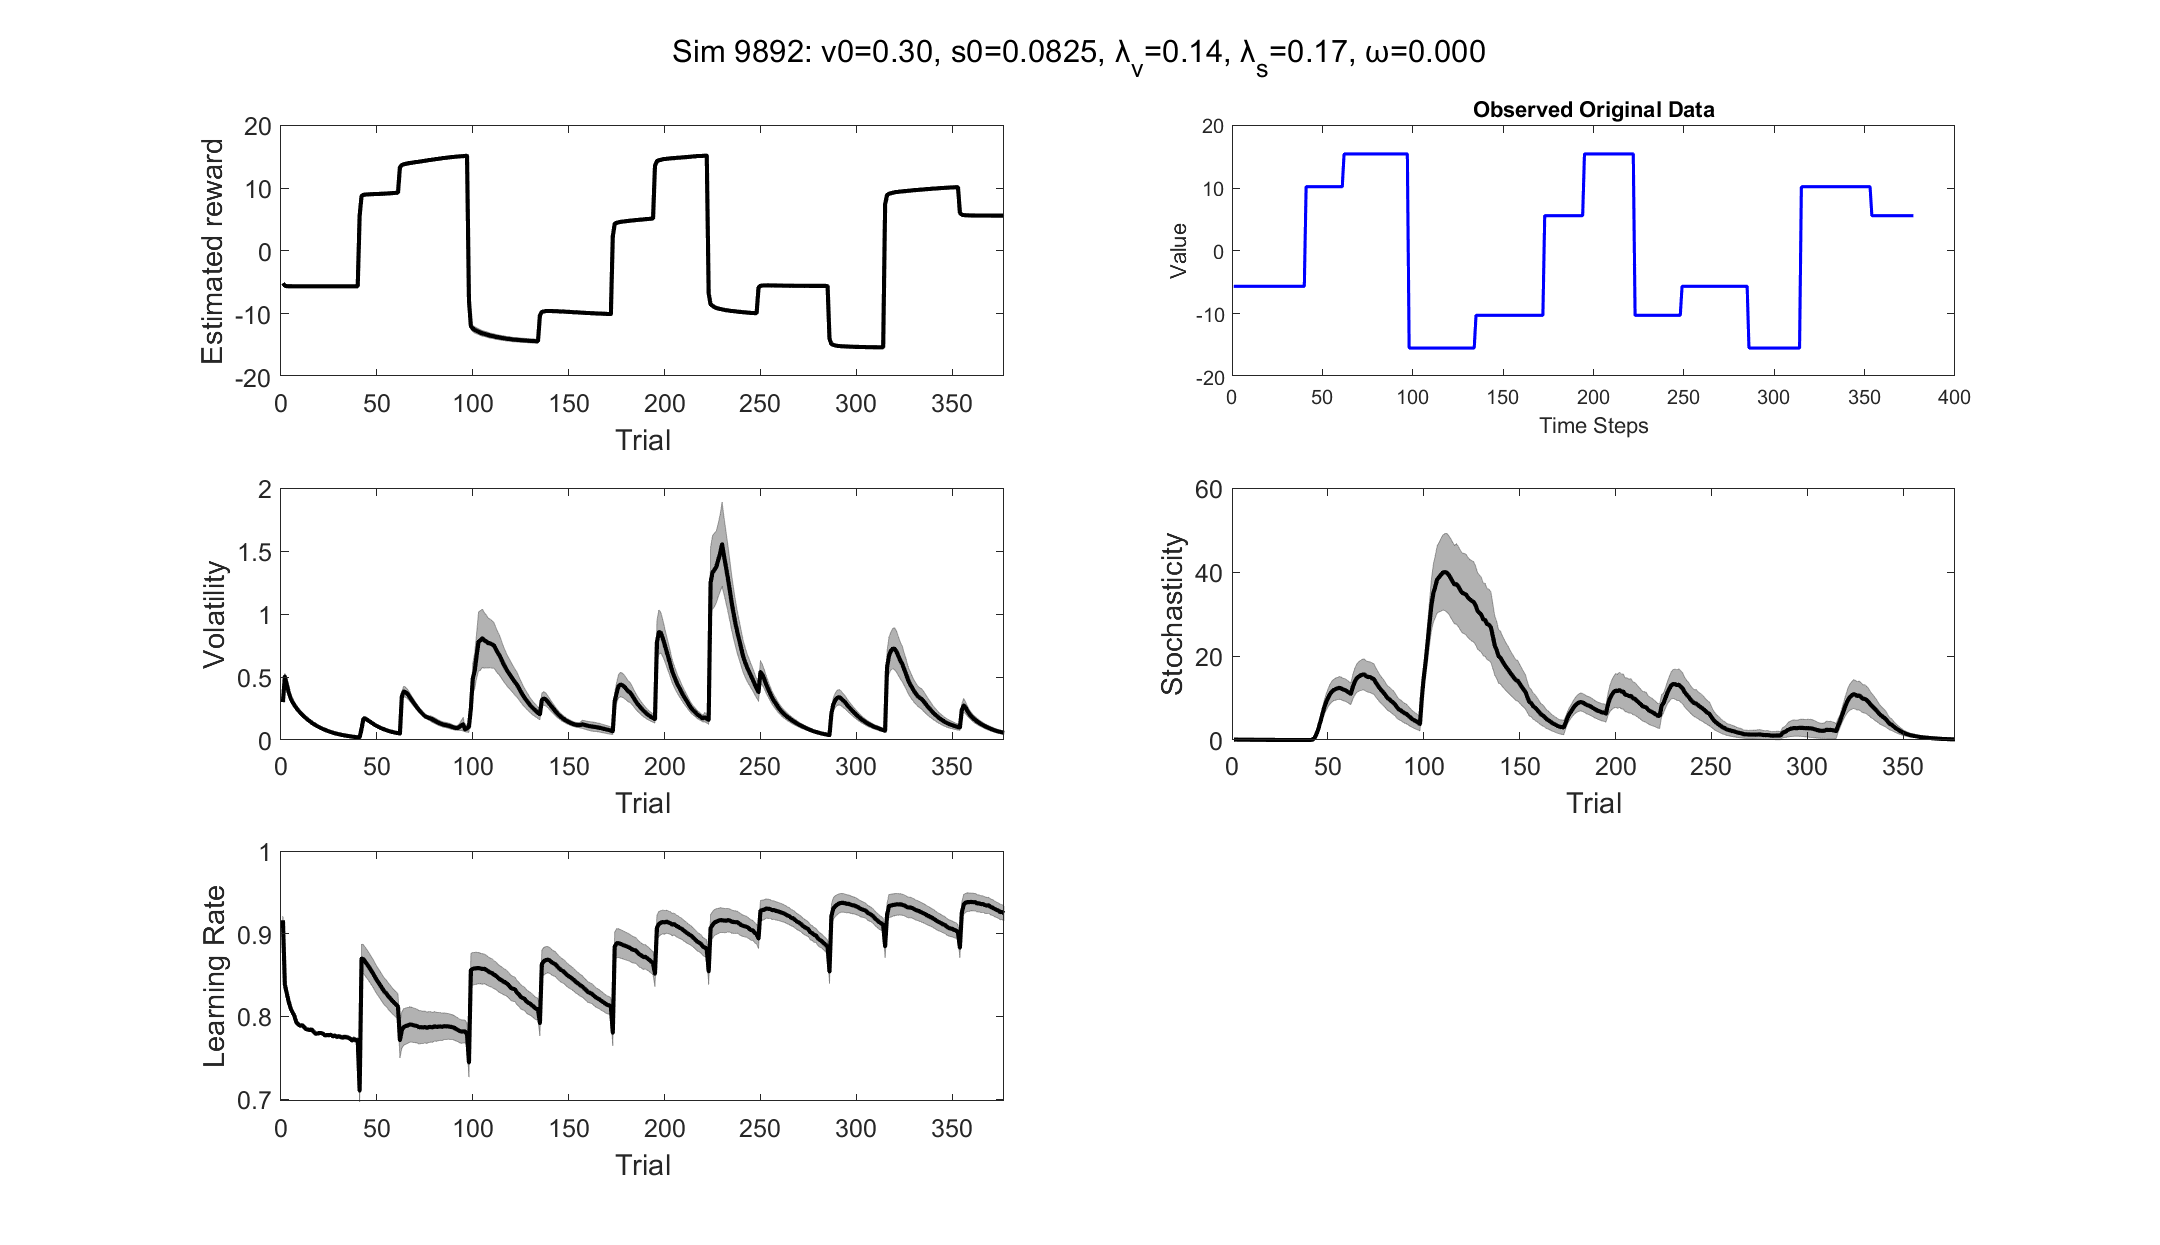 Sim 9892: v0=0.30, s0=0.0825, λ_v=0.14, λ_s=0.17, ω=0.000
Estimated reward
20
10
0
-10
-20
0 50 100 150 200 250 300 350
Trial
Observed Original Data
Value
20
10
0
-10
-20
0 50 100 150 200 250 300 350 400
Time Steps
Volatility
2
1.5
1
0.5
0
0 50 100 150 200 250 300 350
Trial
Stochasticity
60
40
20
0
0 50 100 150 200 250 300 350
Trial
Learning Rate
1
0.9
0.8
0.7
0 50 100 150 200 250 300 350
Trial